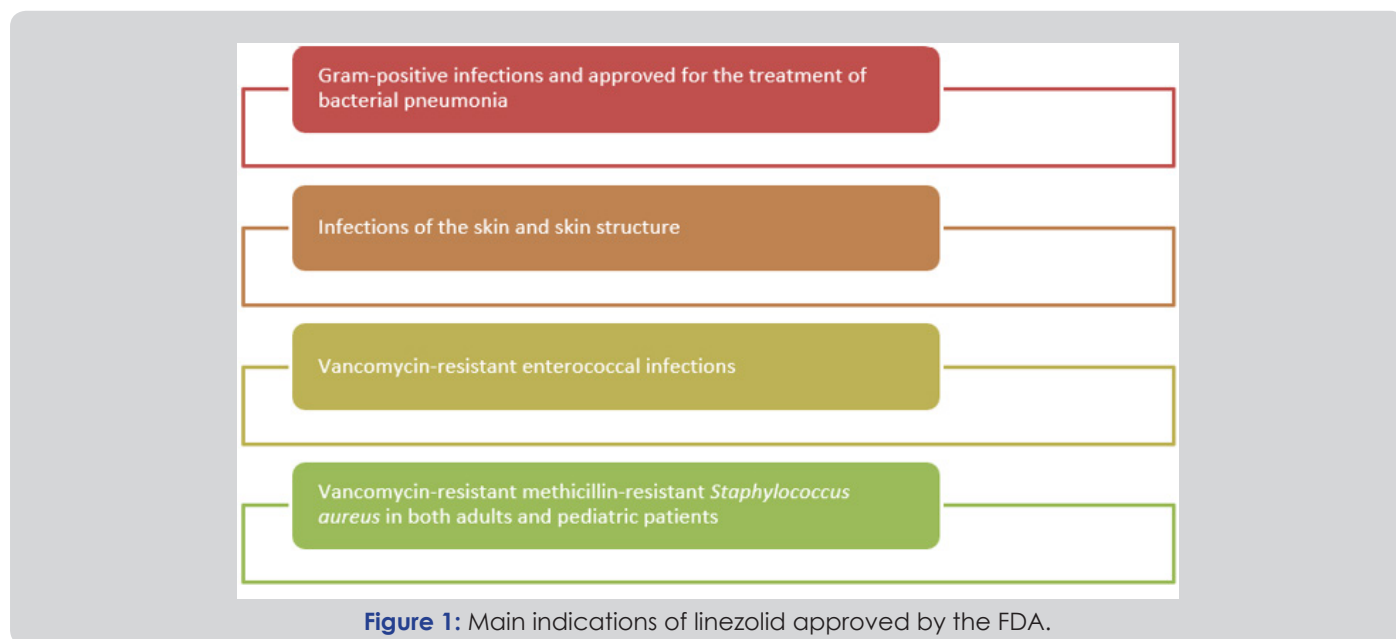 Gram-positive infections and approved for the treatment of
bacterial pneumonia
Infections of the skin and skin structure
Vancomycin-resistant enterococcal infections
Vancomycin-resistant methicillin-resistant Staphylococcus
aureus in both adults and pediatric patients
Figure 1: Main indications of linezolid approved by the FDA.